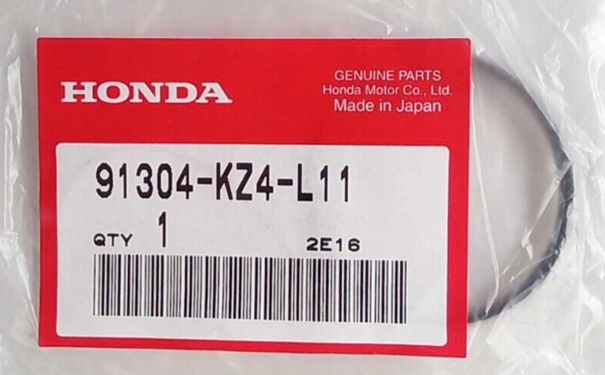 HONDA
GENUINE PARTS
Honda Motor Co., Ltd.
Made in Japan
91304-KZ4-L11
QTY 1 2E16